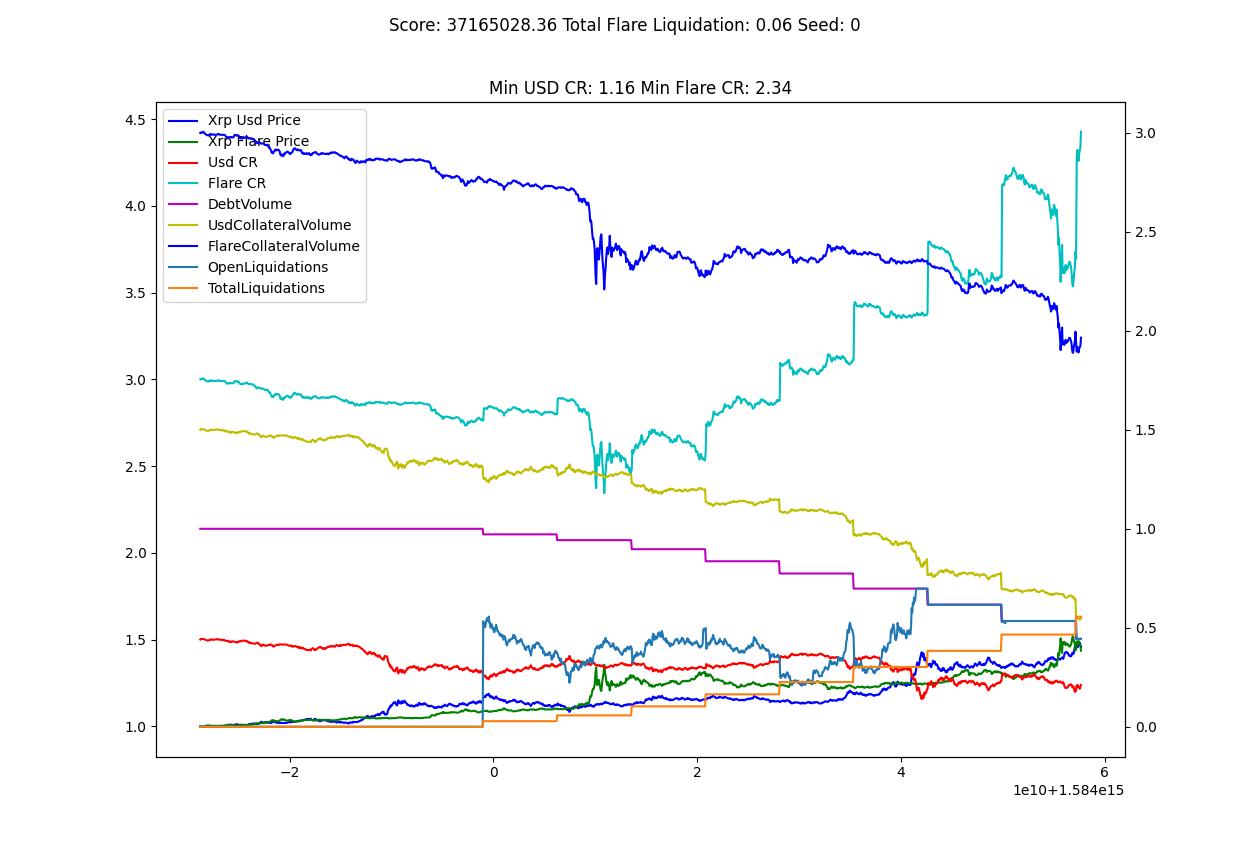 Score: 37165028.36 Total Flare Liquidation: 0.06 Seed: 0
Min USD CR: 1.16 Min Flare CR: 2.34
Xrp Usd Price
Xrp Flare Price
Usd CR
Flare CR
DebtVolume
UsdCollateralVolume
FlareCollateralVolume
OpenLiquidations
TotalLiquidations
4.5
4.0
3.5
3.0
2.5
2.0
1.5
1.0
3.0
2.5
2.0
1.5
1.0
0.5
0.0
−2
0
2
4
6
1e10+1.584e15